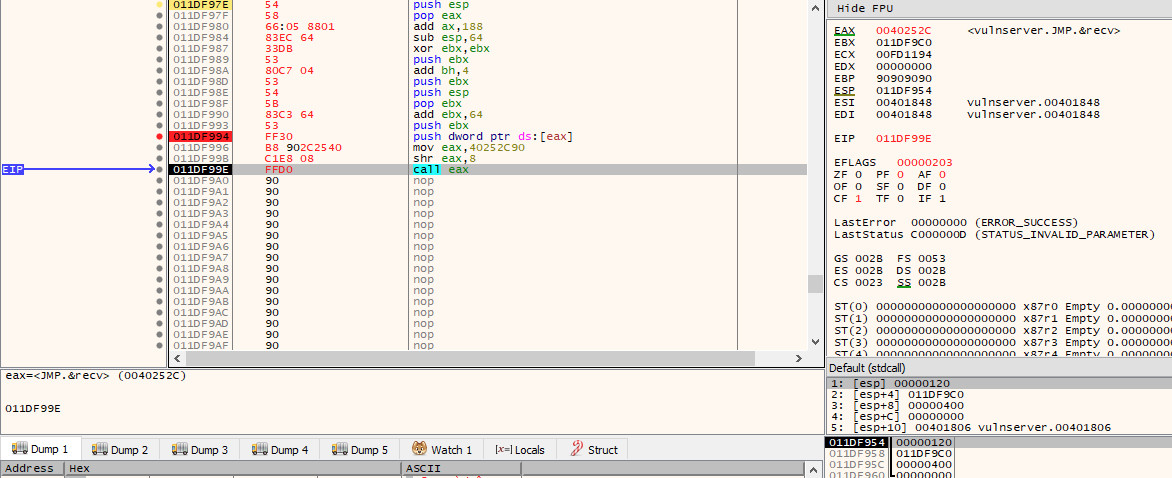 011DF97E 54 push esp
011DF97F 58 pop eax
011DF980 66:05 8801 add ax,188
011DF984 83EC 64 sub esp,64
011DF987 33DB xor ebx,ebx
011DF989 53 push ebx
011DF98A 80C7 04 add bh,4
011DF98D 53 push ebx
011DF98E 54 push esp
011DF98F 5B pop ebx
011DF990 83C3 64 add ebx,64
011DF993 53 push ebx
011DF994 FF30 push dword ptr ds:[eax]
011DF996 B8 902C2540 mov eax,40252C90
011DF99B C1E8 08 shr eax,8
EIP 011DF99E FFD0 call eax
011DF9A0 90 nop
011DF9A1 90 nop
011DF9A2 90 nop
011DF9A3 90 nop
011DF9A4 90 nop
011DF9A5 90 nop
011DF9A6 90 nop
011DF9A7 90 nop
011DF9A8 90 nop
011DF9A9 90 nop
011DF9AA 90 nop
011DF9AB 90 nop
011DF9AC 90 nop
011DF9AD 90 nop
011DF9AE 90 nop
011DF9AF 90 nop
eax=<JMP.&recv> (0040252C)
011DF99E
Dump 1 Dump 2 Dump 3 Dump 4 Dump 5 Watch 1 [x=] Locals Struct
Address Hex ASCII
Hide FPU
EAX 0040252C <vulnserver.JMP.&recv>
EBX 011DF9C0
ECX 00FD1194
EDX 00000000
EBP 90909090
ESP 011DF954
ESI 00401848 vulnserver.00401848
EDI 00401848 vulnserver.00401848
EIP 011DF99E
EFLAGS 00000203
ZF 0 PF 0 AF 0
OF 0 SF 0 DF 0
CF 1 TF 0 IF 1
LastError 00000000 (ERROR_SUCCESS)
LastStatus C000000D (STATUS_INVALID_PARAMETER)
GS 002B FS 0053
ES 002B DS 002B
CS 0023 SS 002B
ST(0) 00000000000000000000 x87r0 Empty 0.0000000
ST(1) 00000000000000000000 x87r1 Empty 0.0000000
ST(2) 00000000000000000000 x87r2 Empty 0.0000000
ST(3) 00000000000000000000 x87r3 Empty 0.0000000
ST(4) 00000000000000000000 x87r4 Empty 0.0000000
Default (stdcall)
1: [esp] 00000120
2: [esp+4] 011DF9C0
3: [esp+8] 00000400
4: [esp+C] 00000000
5: [esp+10] 00401806 vulnserver.00401806
011DF954 00000120
011DF958 011DF9C0
011DF95C 00000400
011DF960 00000000